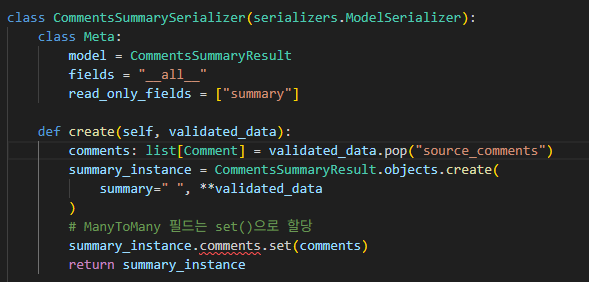 class CommentsSummarySerializer(serializers.ModelSerializer):
    class Meta:
        model = CommentsSummaryResult
        fields = "__all__"
        read_only_fields = ["summary"]

    def create(self, validated_data):
        comments: list[Comment] = validated_data.pop("source_comments")
        summary_instance = CommentsSummaryResult.objects.create(
            summary=" ", **validated_data
        )
        # ManyToMany 필드는 set()으로 할당
        summary_instance.comments.set(comments)
        return summary_instance